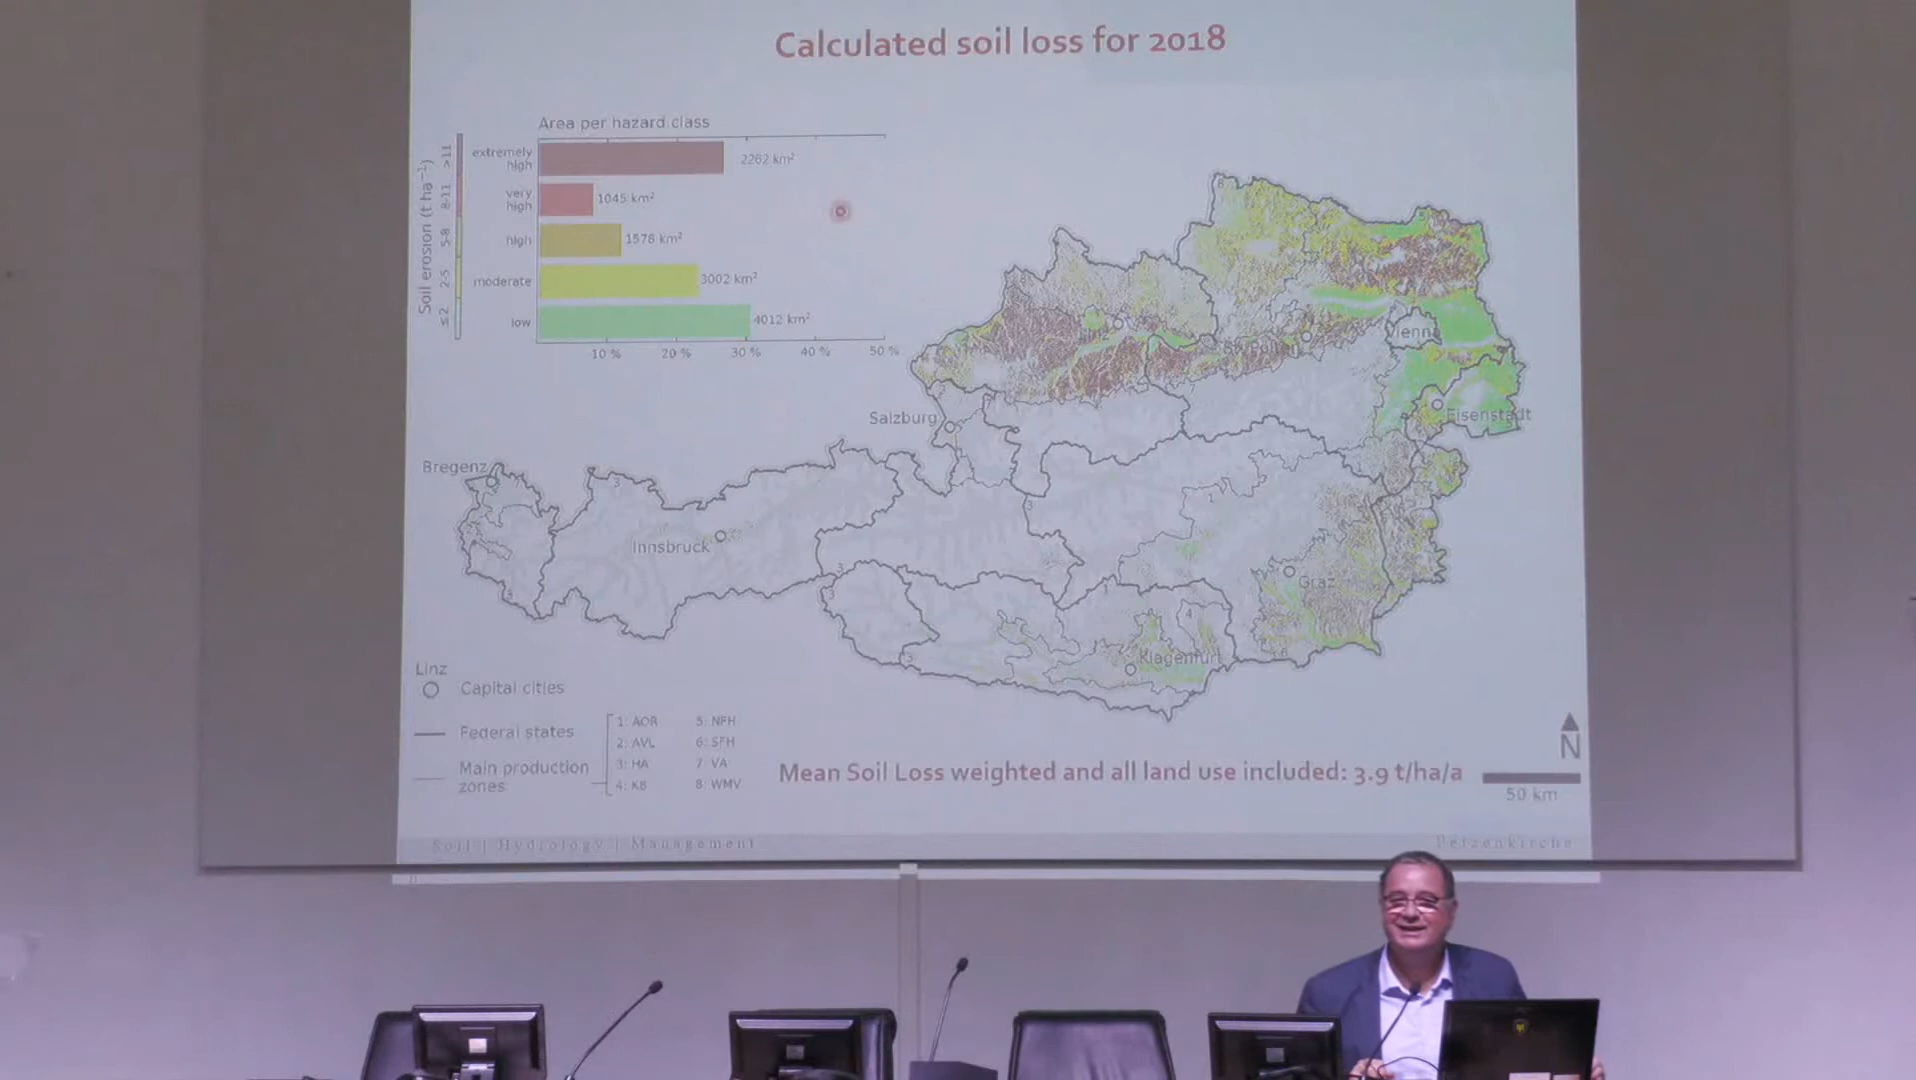 Calculated soil loss for 2018
Area per hazard class
Soil erosion (t ha⁻¹)
>11
8-11
5-8
2-5
≤2
extremely
high
2262 km²
very
high
1045 km²
high
1578 km²
moderate
3002 km²
low
4012 km²
10 %
20 %
30 %
40 %
50 %
Vienna
Eisenstadt
Salzburg
Bregenz
Innsbruck
Graz
Klagenfurt
Linz
Capital cities
Federal states
Main production
zones
1: AOR
2: AVL
3: HA
4: KB
5: NFH
6: SFH
7 VA
8 WMV
Mean Soil Loss weighted and all land use included: 3.9 t/ha/a
N
50 km
Soil | Hydrology | Management
Petzenkirchen